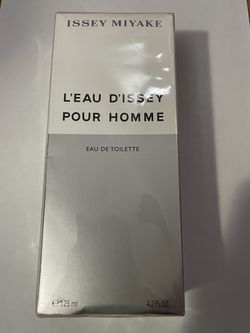 ISSEY MIYAKE
L'EAU D'ISSEY
POUR HOMME
EAU DE TOILETTE
℮125 ml 4.2 FL.OZ.